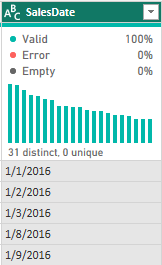 ABC SalesDate
Valid 100%
Error 0%
Empty 0%
31 distinct, 0 unique
1/1/2016
1/2/2016
1/3/2016
1/8/2016
1/9/2016